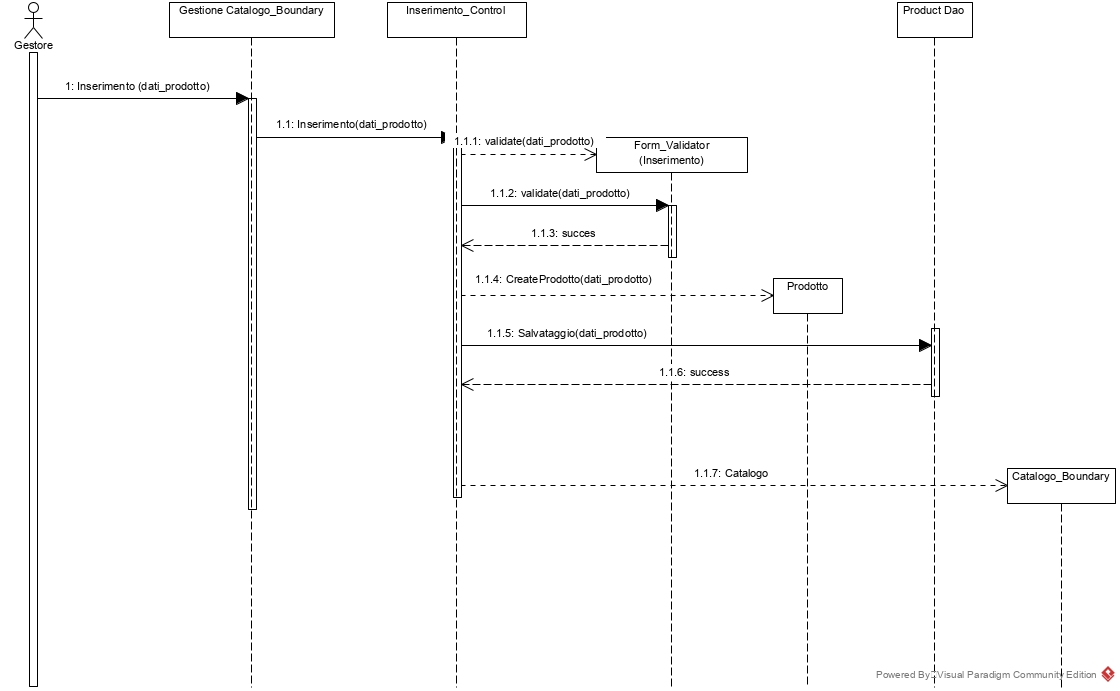 Gestione Catalogo_Boundary
Inserimento_Control
Product Dao
Gestore
1: Inserimento (dati_prodotto)
1.1: Inserimento(dati_prodotto)
1.1.1: validate(dati_prodotto)
Form_Validator
(Inserimento)
1.1.2: validate(dati_prodotto)
1.1.3: succes
1.1.4: CreateProdotto(dati_prodotto)
Prodotto
1.1.5: Salvataggio(dati_prodotto)
1.1.6: success
1.1.7: Catalogo
Catalogo_Boundary
Powered By Visual Paradigm Community Edition